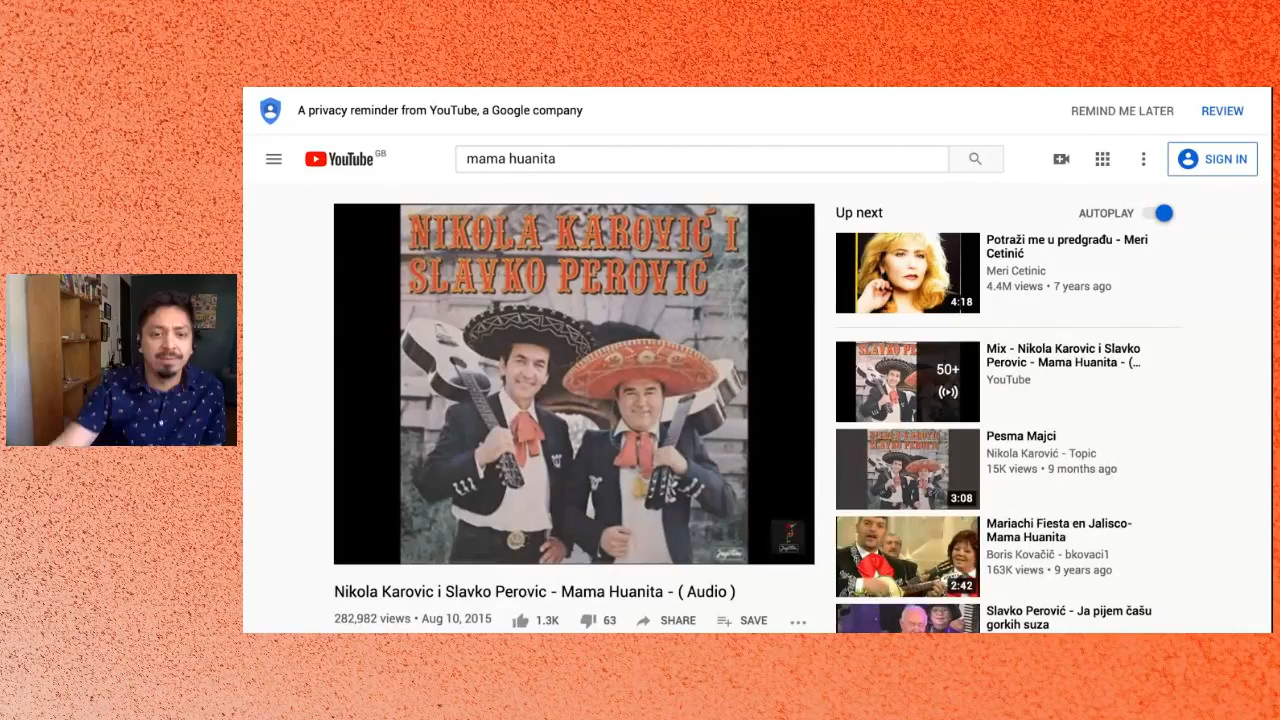 A privacy reminder from YouTube, a Google company
REMIND ME LATER
REVIEW
YouTube GB
mama huanita
SIGN IN
NIKOLA KAROVIĆ I
SLAVKO PEROVIĆ
Nikola Karovic i Slavko Perovic - Mama Huanita - ( Audio )
282,982 views • Aug 10, 2015
1.3K
63
SHARE
SAVE
Up next
AUTOPLAY
4:18
Potraži me u predgrađu - Meri
Cetinić
Meri Cetinic
4.4M views • 7 years ago
50+
Mix - Nikola Karovic i Slavko
Perovic - Mama Huanita - (...
YouTube
3:08
Pesma Majci
Nikola Karović - Topic
15K views • 9 months ago
2:42
Mariachi Fiesta en Jalisco-
Mama Huanita
Boris Kovačič - bkovaci1
163K views • 9 years ago
Slavko Perović - Ja pijem čašu
gorkih suza